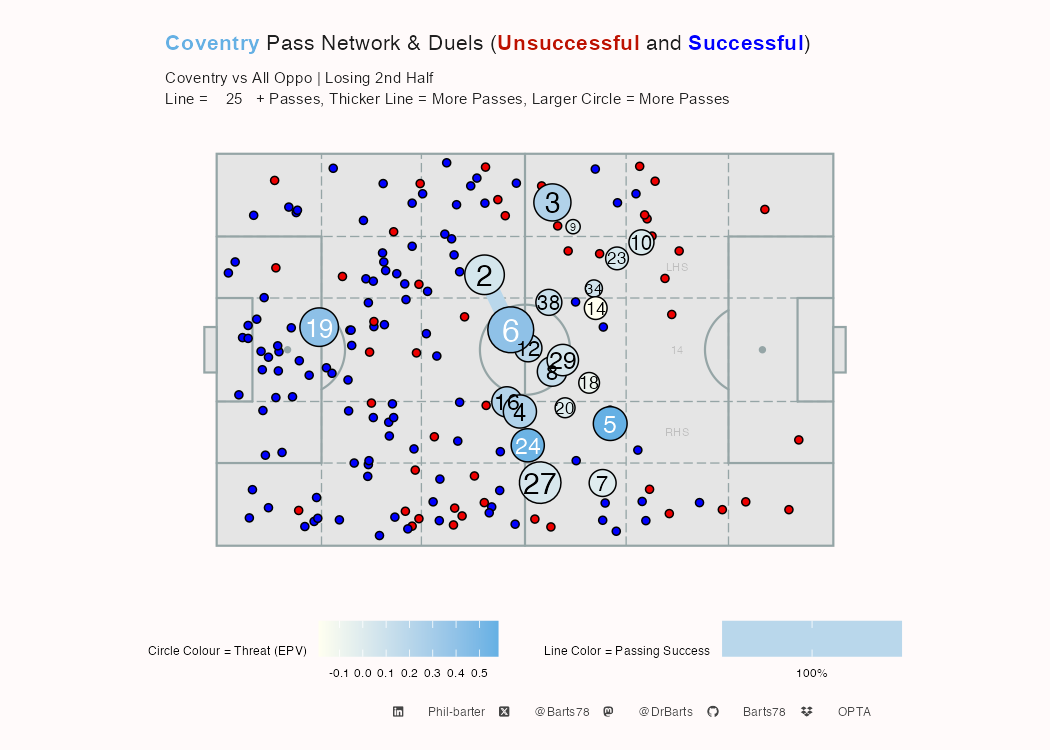 Coventry Pass Network & Duels (Unsuccessful and Successful)
Coventry vs All Oppo | Losing 2nd Half
Line = 25 + Passes, Thicker Line = More Passes, Larger Circle = More Passes
3
9
10
23
LHS
2
34
38
14
19
6
12
14
29
8
18
16
4
20
5
RHS
24
27
7
Circle Colour = Threat (EPV)
-0.1 0.0 0.1 0.2 0.3 0.4 0.5
Line Color = Passing Success
100%
Phil-barter @Barts78 @DrBarts Barts78 OPTA